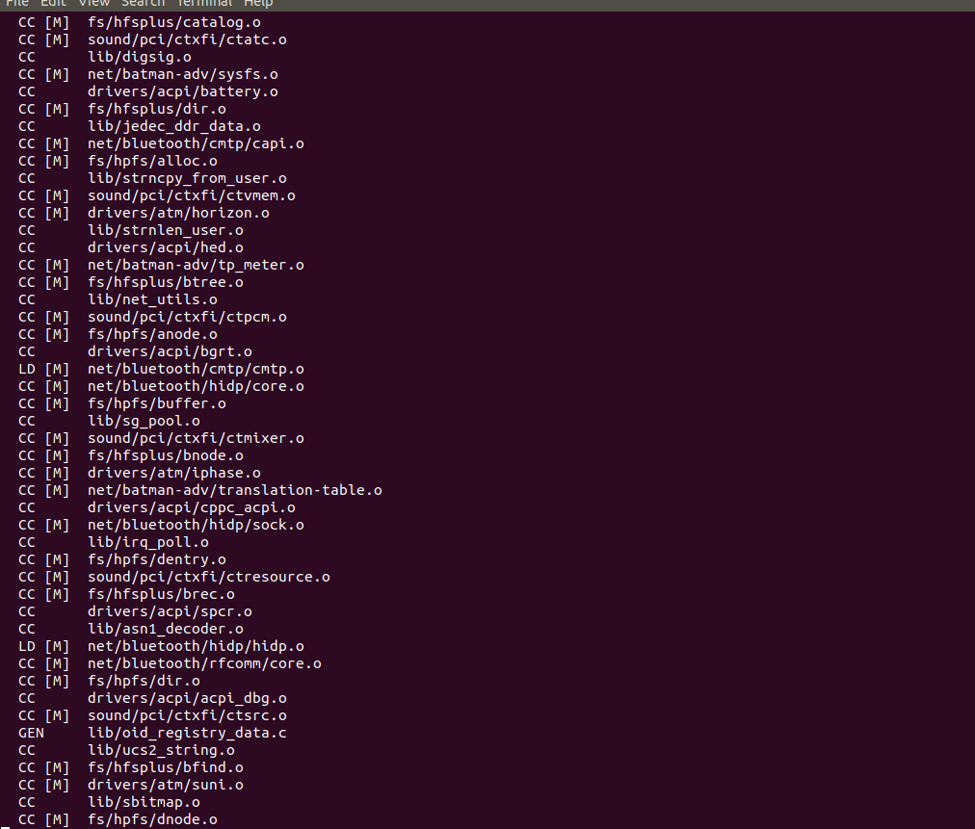 File Edit View Search Terminal Help
CC [M] fs/hfsplus/catalog.o
CC [M] sound/pci/ctxfi/ctatc.o
CC lib/digsig.o
CC [M] net/batman-adv/sysfs.o
CC drivers/acpi/battery.o
CC [M] fs/hfsplus/dir.o
CC lib/jedec_ddr_data.o
CC [M] net/bluetooth/cmtp/capi.o
CC [M] fs/hpfs/alloc.o
CC lib/strncpy_from_user.o
CC [M] sound/pci/ctxfi/ctvmem.o
CC [M] drivers/atm/horizon.o
CC lib/strnlen_user.o
CC drivers/acpi/hed.o
CC [M] net/batman-adv/tp_meter.o
CC [M] fs/hfsplus/btree.o
CC lib/net_utils.o
CC [M] sound/pci/ctxfi/ctpcm.o
CC [M] fs/hpfs/anode.o
CC drivers/acpi/bgrt.o
LD [M] net/bluetooth/cmtp/cmtp.o
CC [M] net/bluetooth/hidp/core.o
CC [M] fs/hpfs/buffer.o
CC lib/sg_pool.o
CC [M] sound/pci/ctxfi/ctmixer.o
CC [M] fs/hfsplus/bnode.o
CC [M] drivers/atm/iphase.o
CC [M] net/batman-adv/translation-table.o
CC drivers/acpi/cppc_acpi.o
CC [M] net/bluetooth/hidp/sock.o
CC lib/irq_poll.o
CC [M] fs/hpfs/dentry.o
CC [M] sound/pci/ctxfi/ctresource.o
CC [M] fs/hfsplus/brec.o
CC drivers/acpi/spcr.o
CC lib/asn1_decoder.o
LD [M] net/bluetooth/hidp/hidp.o
CC [M] net/bluetooth/rfcomm/core.o
CC [M] fs/hpfs/dir.o
CC drivers/acpi/acpi_dbg.o
CC [M] sound/pci/ctxfi/ctsrc.o
GEN lib/oid_registry_data.c
CC lib/ucs2_string.o
CC [M] fs/hfsplus/bfind.o
CC [M] drivers/atm/suni.o
CC lib/sbitmap.o
CC [M] fs/hpfs/dnode.o